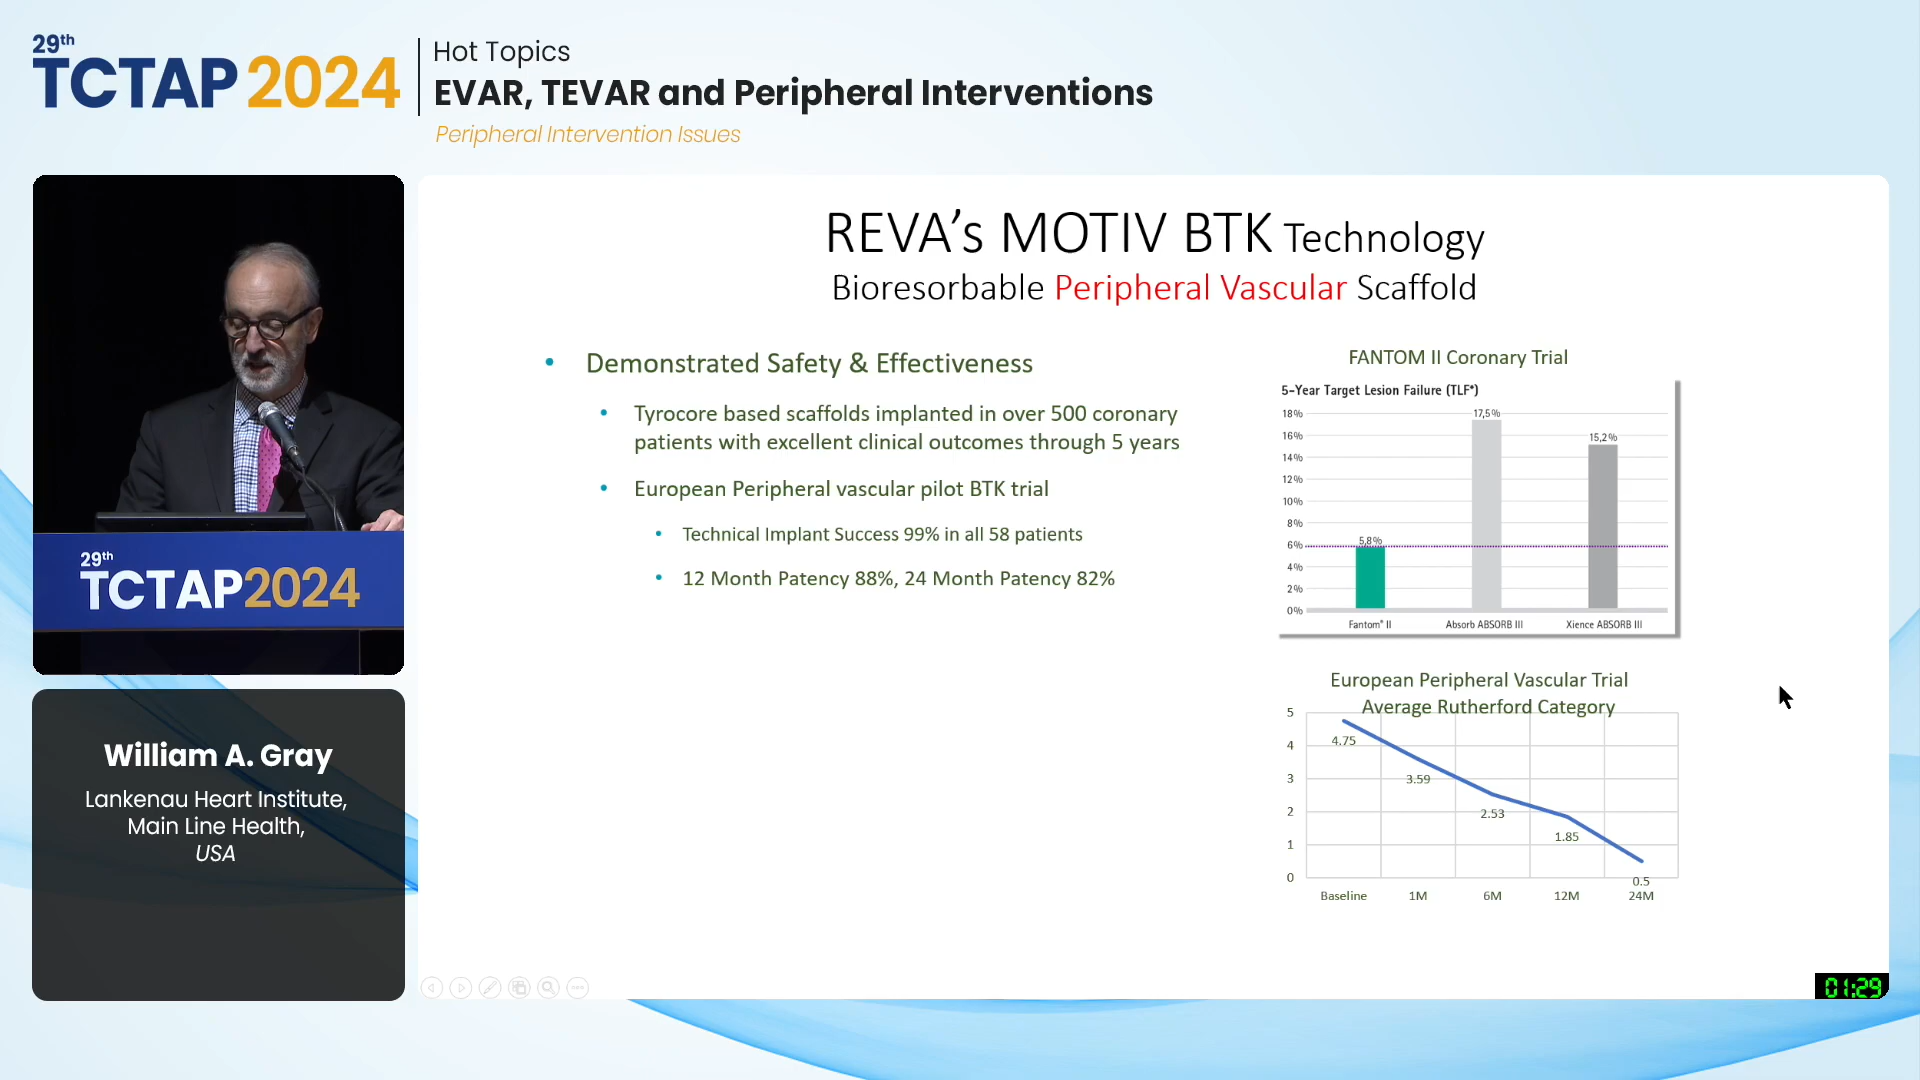 29th
TCTAP 2024
Hot Topics
EVAR, TEVAR and Peripheral Interventions
Peripheral Intervention Issues
29th
TCTAP2024
William A. Gray
Lankenau Heart Institute,
Main Line Health,
USA
REVA's MOTIV BTK Technology
Bioresorbable Peripheral Vascular Scaffold
• Demonstrated Safety & Effectiveness
• Tyrocore based scaffolds implanted in over 500 coronary
patients with excellent clinical outcomes through 5 years
• European Peripheral vascular pilot BTK trial
• Technical Implant Success 99% in all 58 patients
• 12 Month Patency 88%, 24 Month Patency 82%
FANTOM II Coronary Trial
5-Year Target Lesion Failure (TLF*)
18%
16%
14%
12%
10%
8%
6%
4%
2%
0%
5,8%
17,5%
15,2%
Fantom* II
Absorb ABSORB III
Xience ABSORB III
European Peripheral Vascular Trial
Average Rutherford Category
5
4
3
2
1
0
4.75
3.59
2.53
1.85
0.5
Baseline
1M
6M
12M
24M
01:29